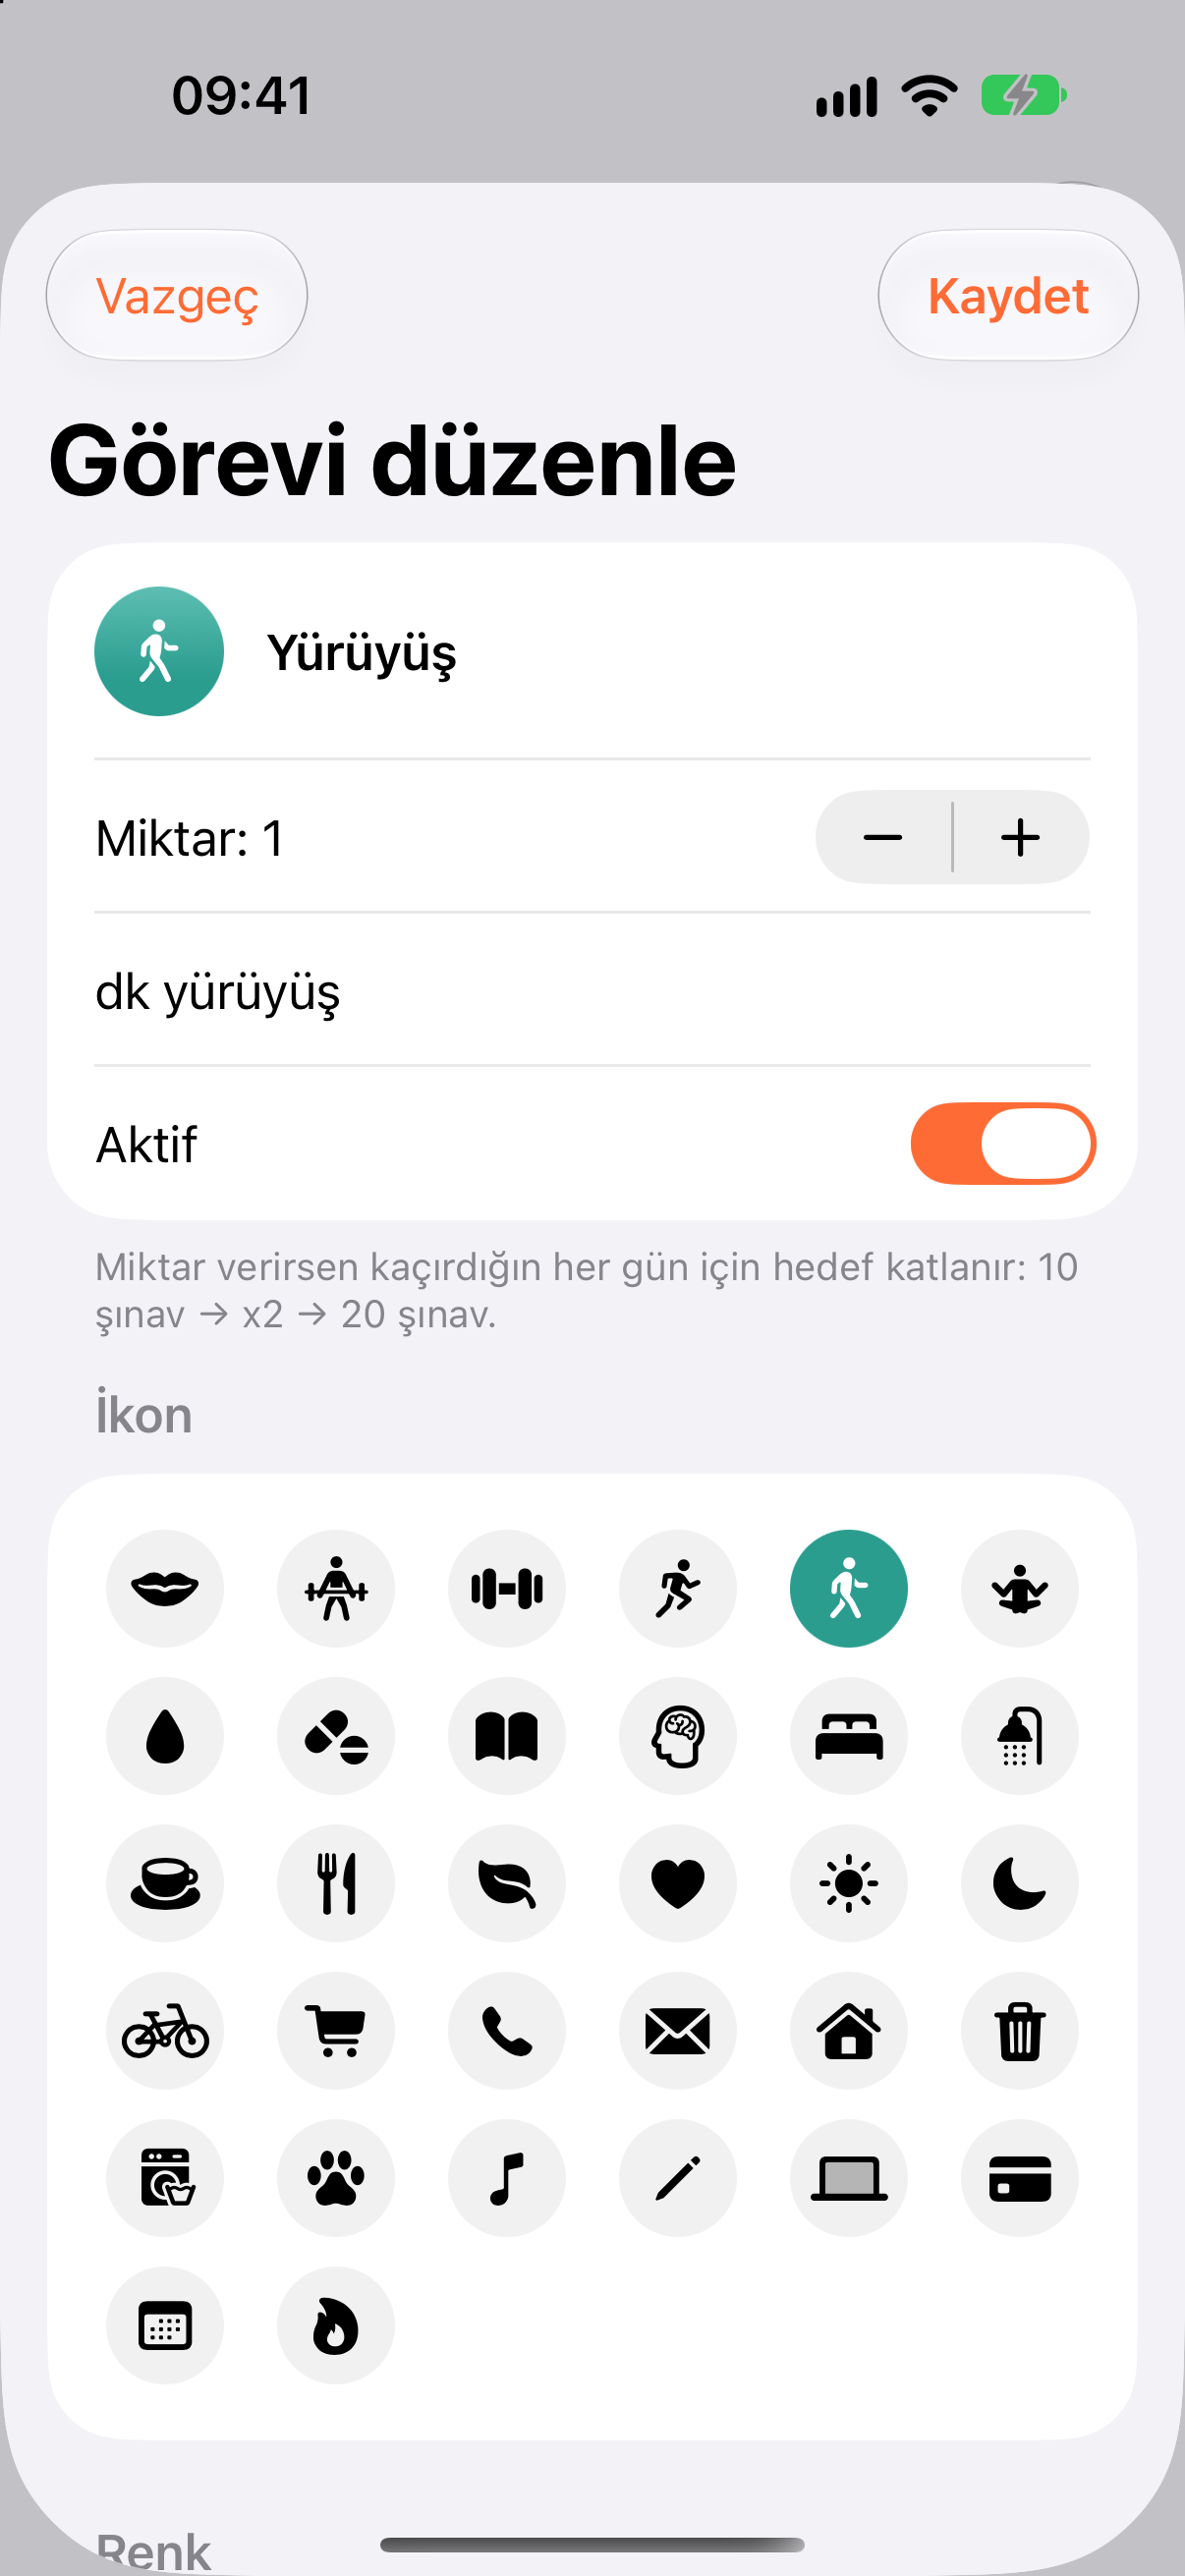 09:41
Vazgeç
Kaydet
Görevi düzenle
Yürüyüş
Miktar: 1
dk yürüyüş
Aktif
Miktar verirsen kaçırdığın her gün için hedef katlanır: 10
şınav → x2 → 20 şınav.
İkon
Renk